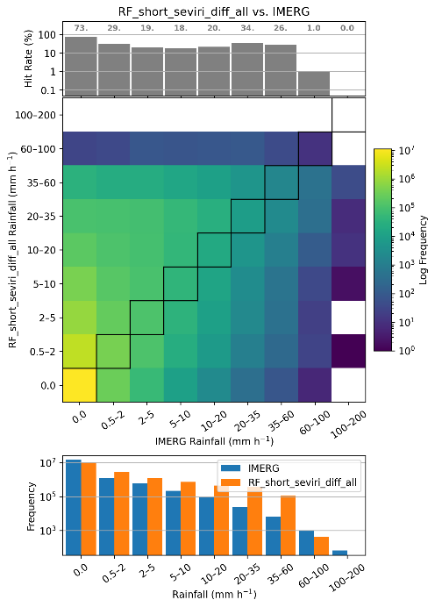 RF_short_seviri_diff_all vs. IMERG
73. 29. 19. 18. 20. 34. 26. 1.0 0.0
Hit Rate (%)
100
10
1
0.1
RF_short_seviri_diff_all Rainfall (mm h⁻¹)
100–200
60–100
35-60
20–35
10–20
5-10
2–5
0.5–2
0.0
0.0 0.5–2 2–5 5–10 10–20 20–35 35–60 60–100 100–200
IMERG Rainfall (mm h⁻¹)
10⁷
10⁶
10⁵
10⁴
10³
10²
10¹
10⁰
Log Frequency
Frequency
10⁷
10⁵
10³
IMERG
RF_short_seviri_diff_all
0.0 0.5–2 2–5 5–10 10–20 20–35 35–60 60–100 100–200
Rainfall (mm h⁻¹)